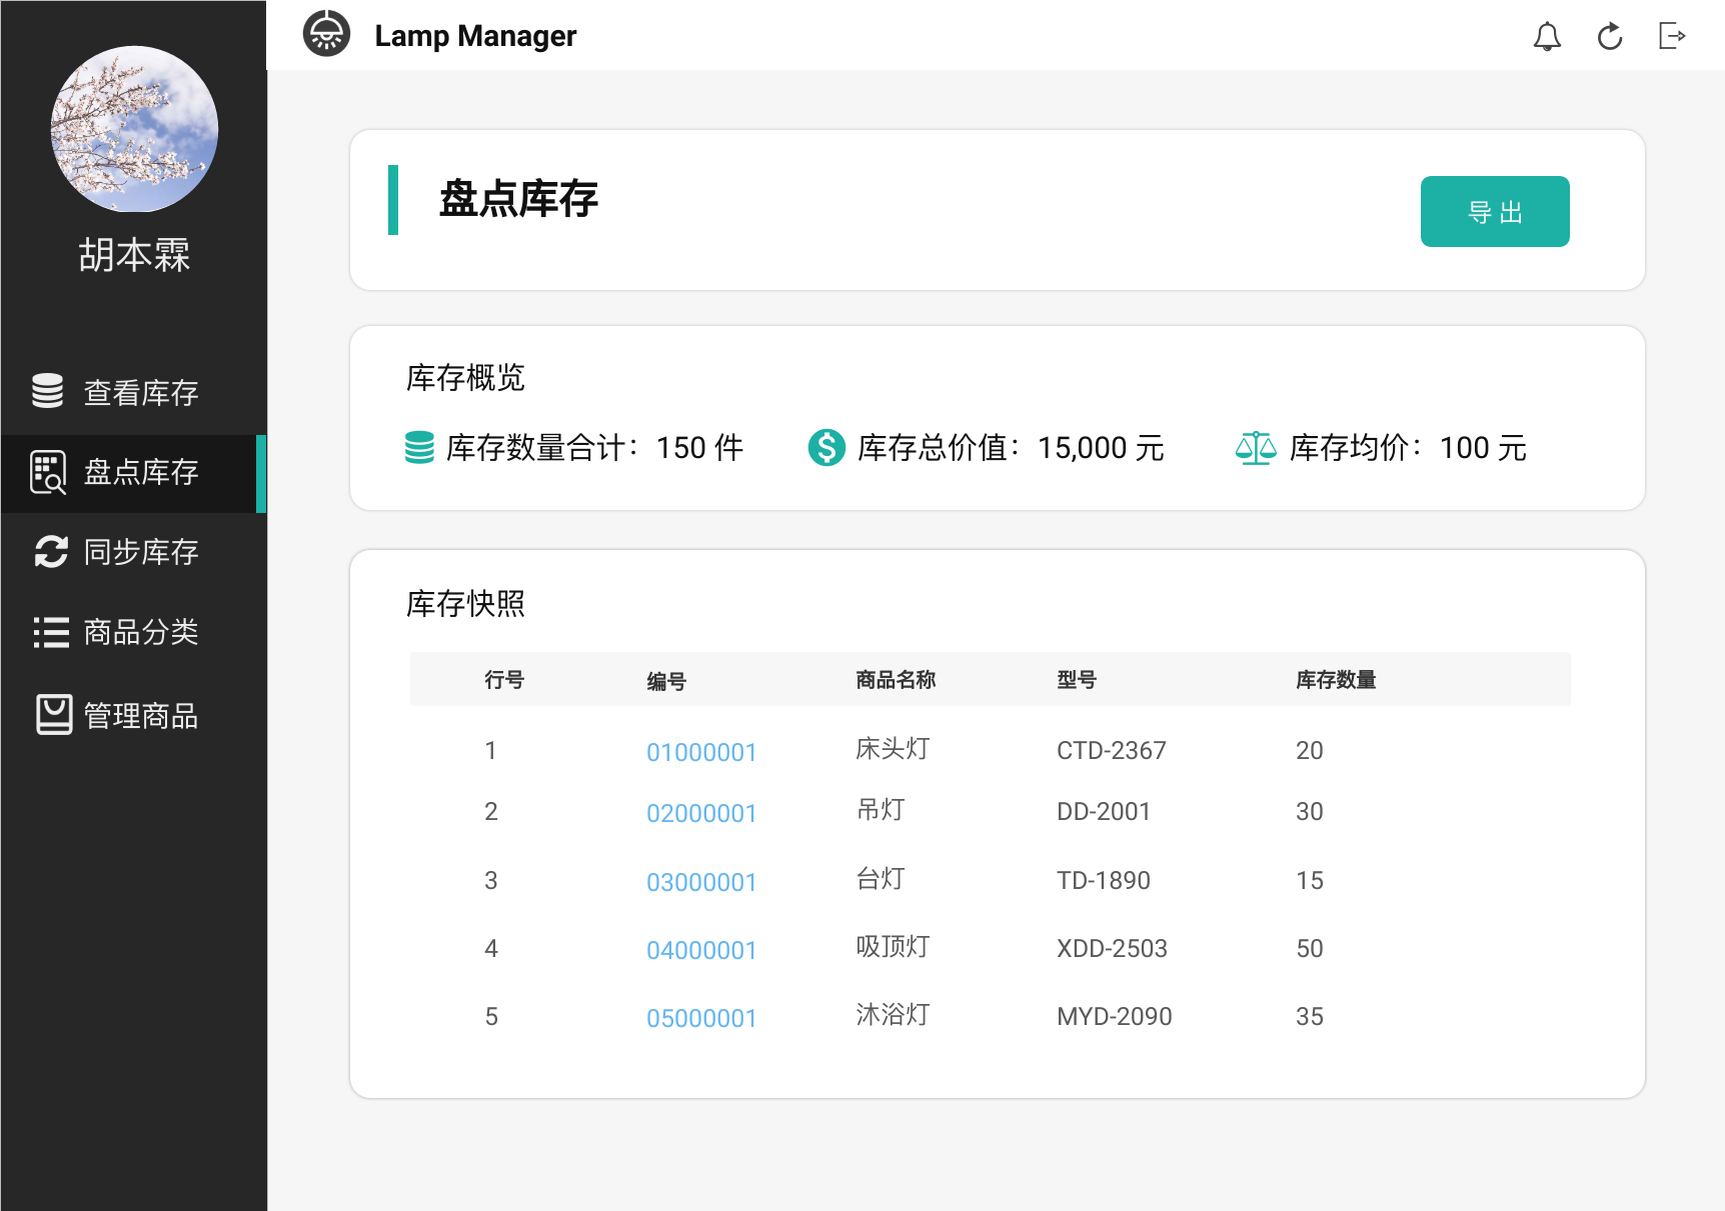 Lamp Manager
胡本霖
查看库存
盘点库存
同步库存
商品分类
管理商品
盘点库存
导 出
库存概览
库存数量合计：150 件
库存总价值：15,000 元
库存均价：100 元
库存快照
行号 编号 商品名称 型号 库存数量
1 01000001 床头灯 CTD-2367 20
2 02000001 吊灯 DD-2001 30
3 03000001 台灯 TD-1890 15
4 04000001 吸顶灯 XDD-2503 50
5 05000001 沐浴灯 MYD-2090 35